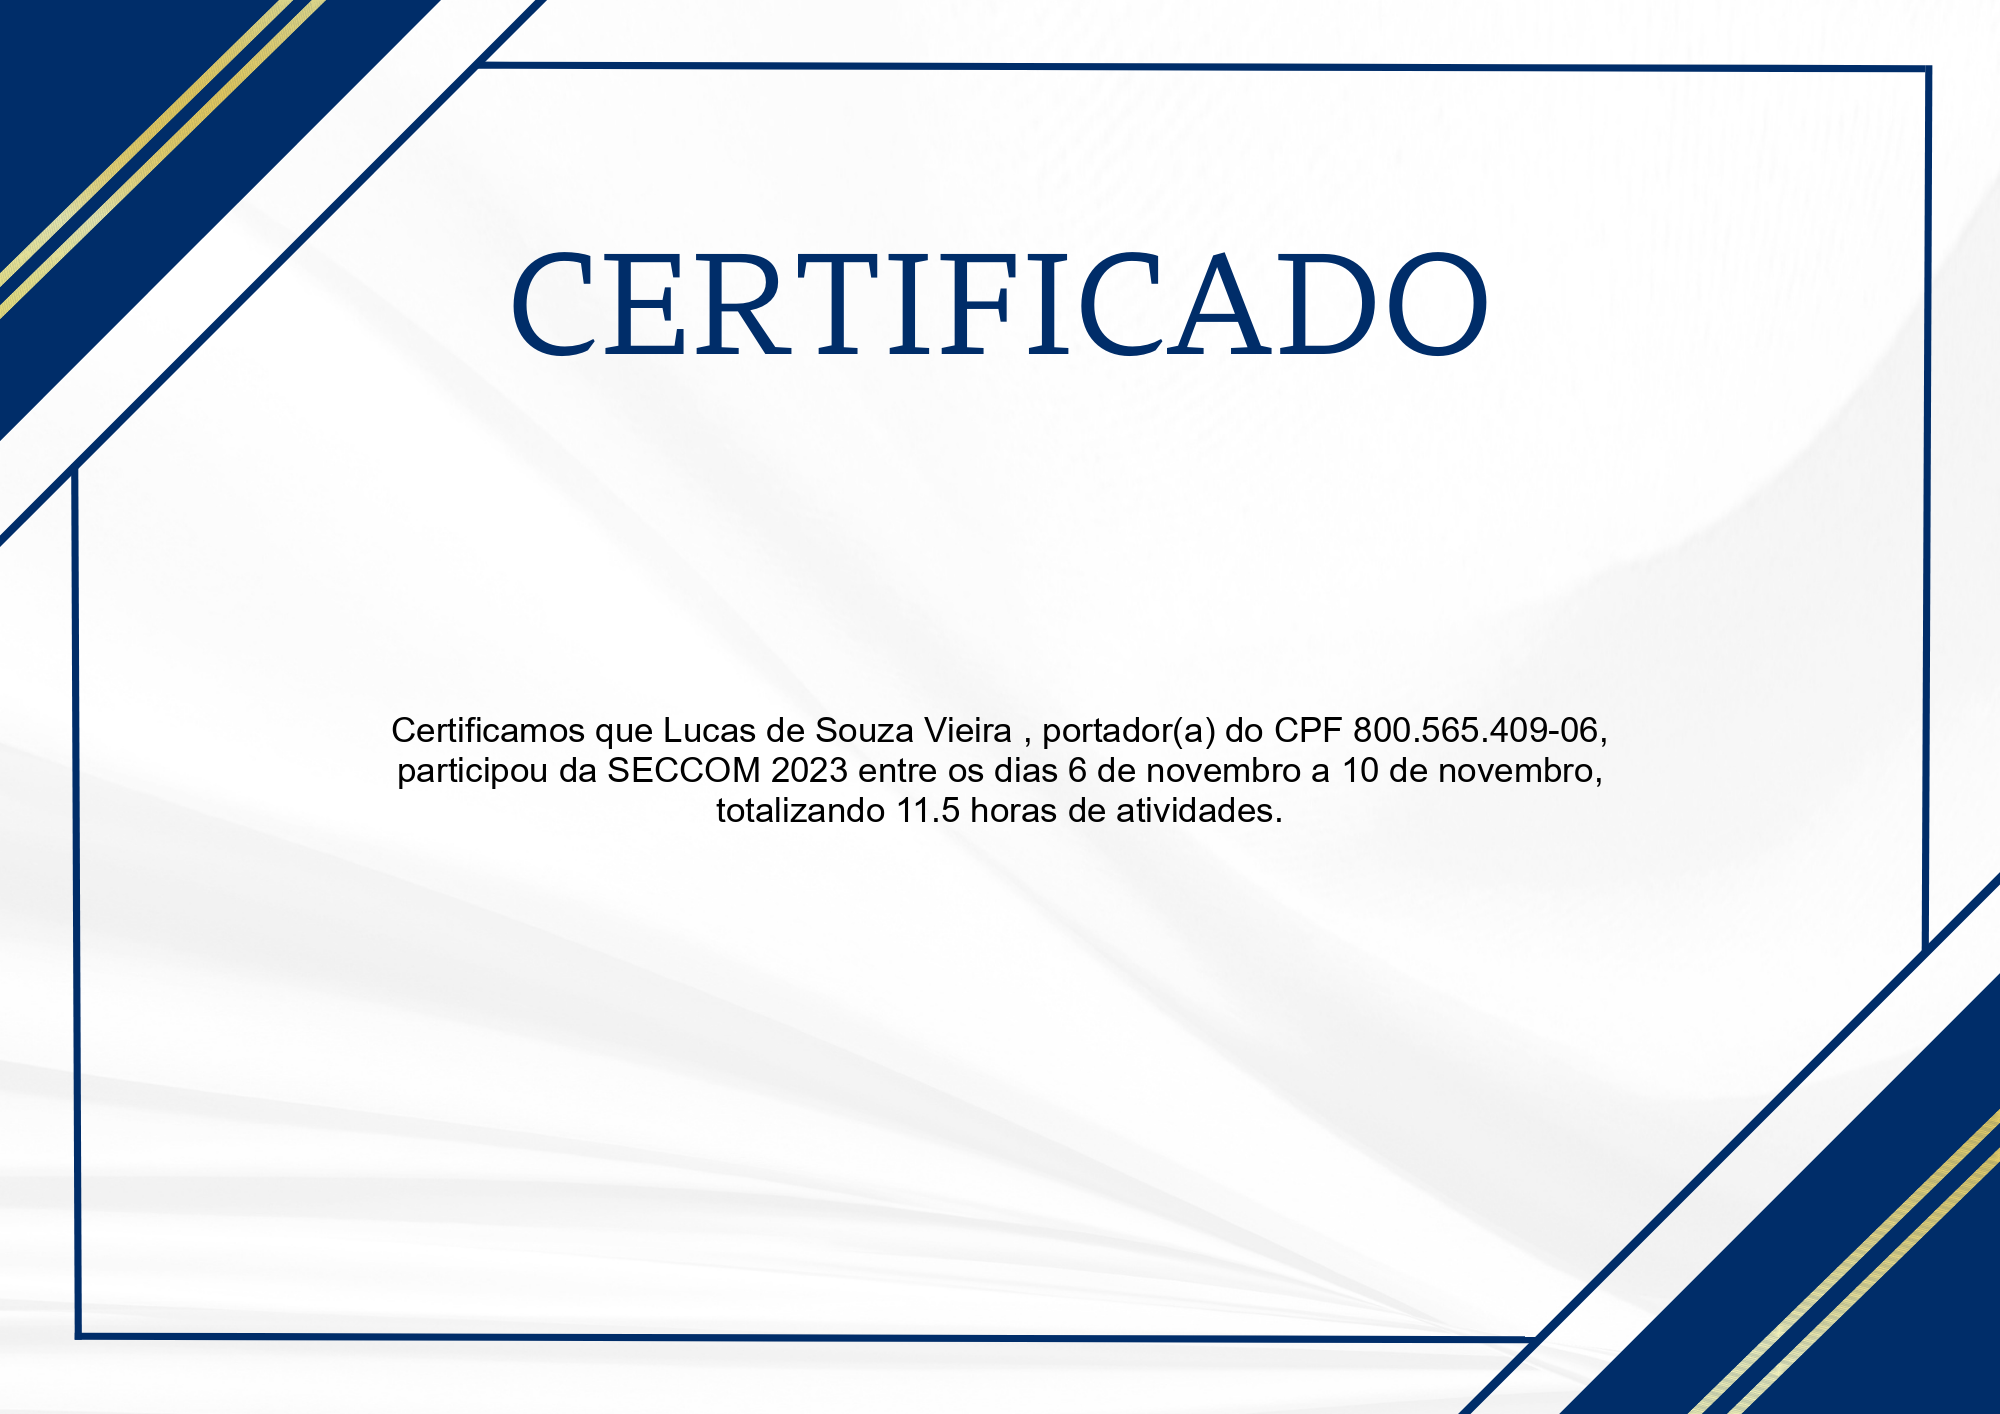 CERTIFICADO
Certificamos que Lucas de Souza Vieira , portador(a) do CPF 800.565.409-06,
participou da SECCOM 2023 entre os dias 6 de novembro a 10 de novembro,
totalizando 11.5 horas de atividades.